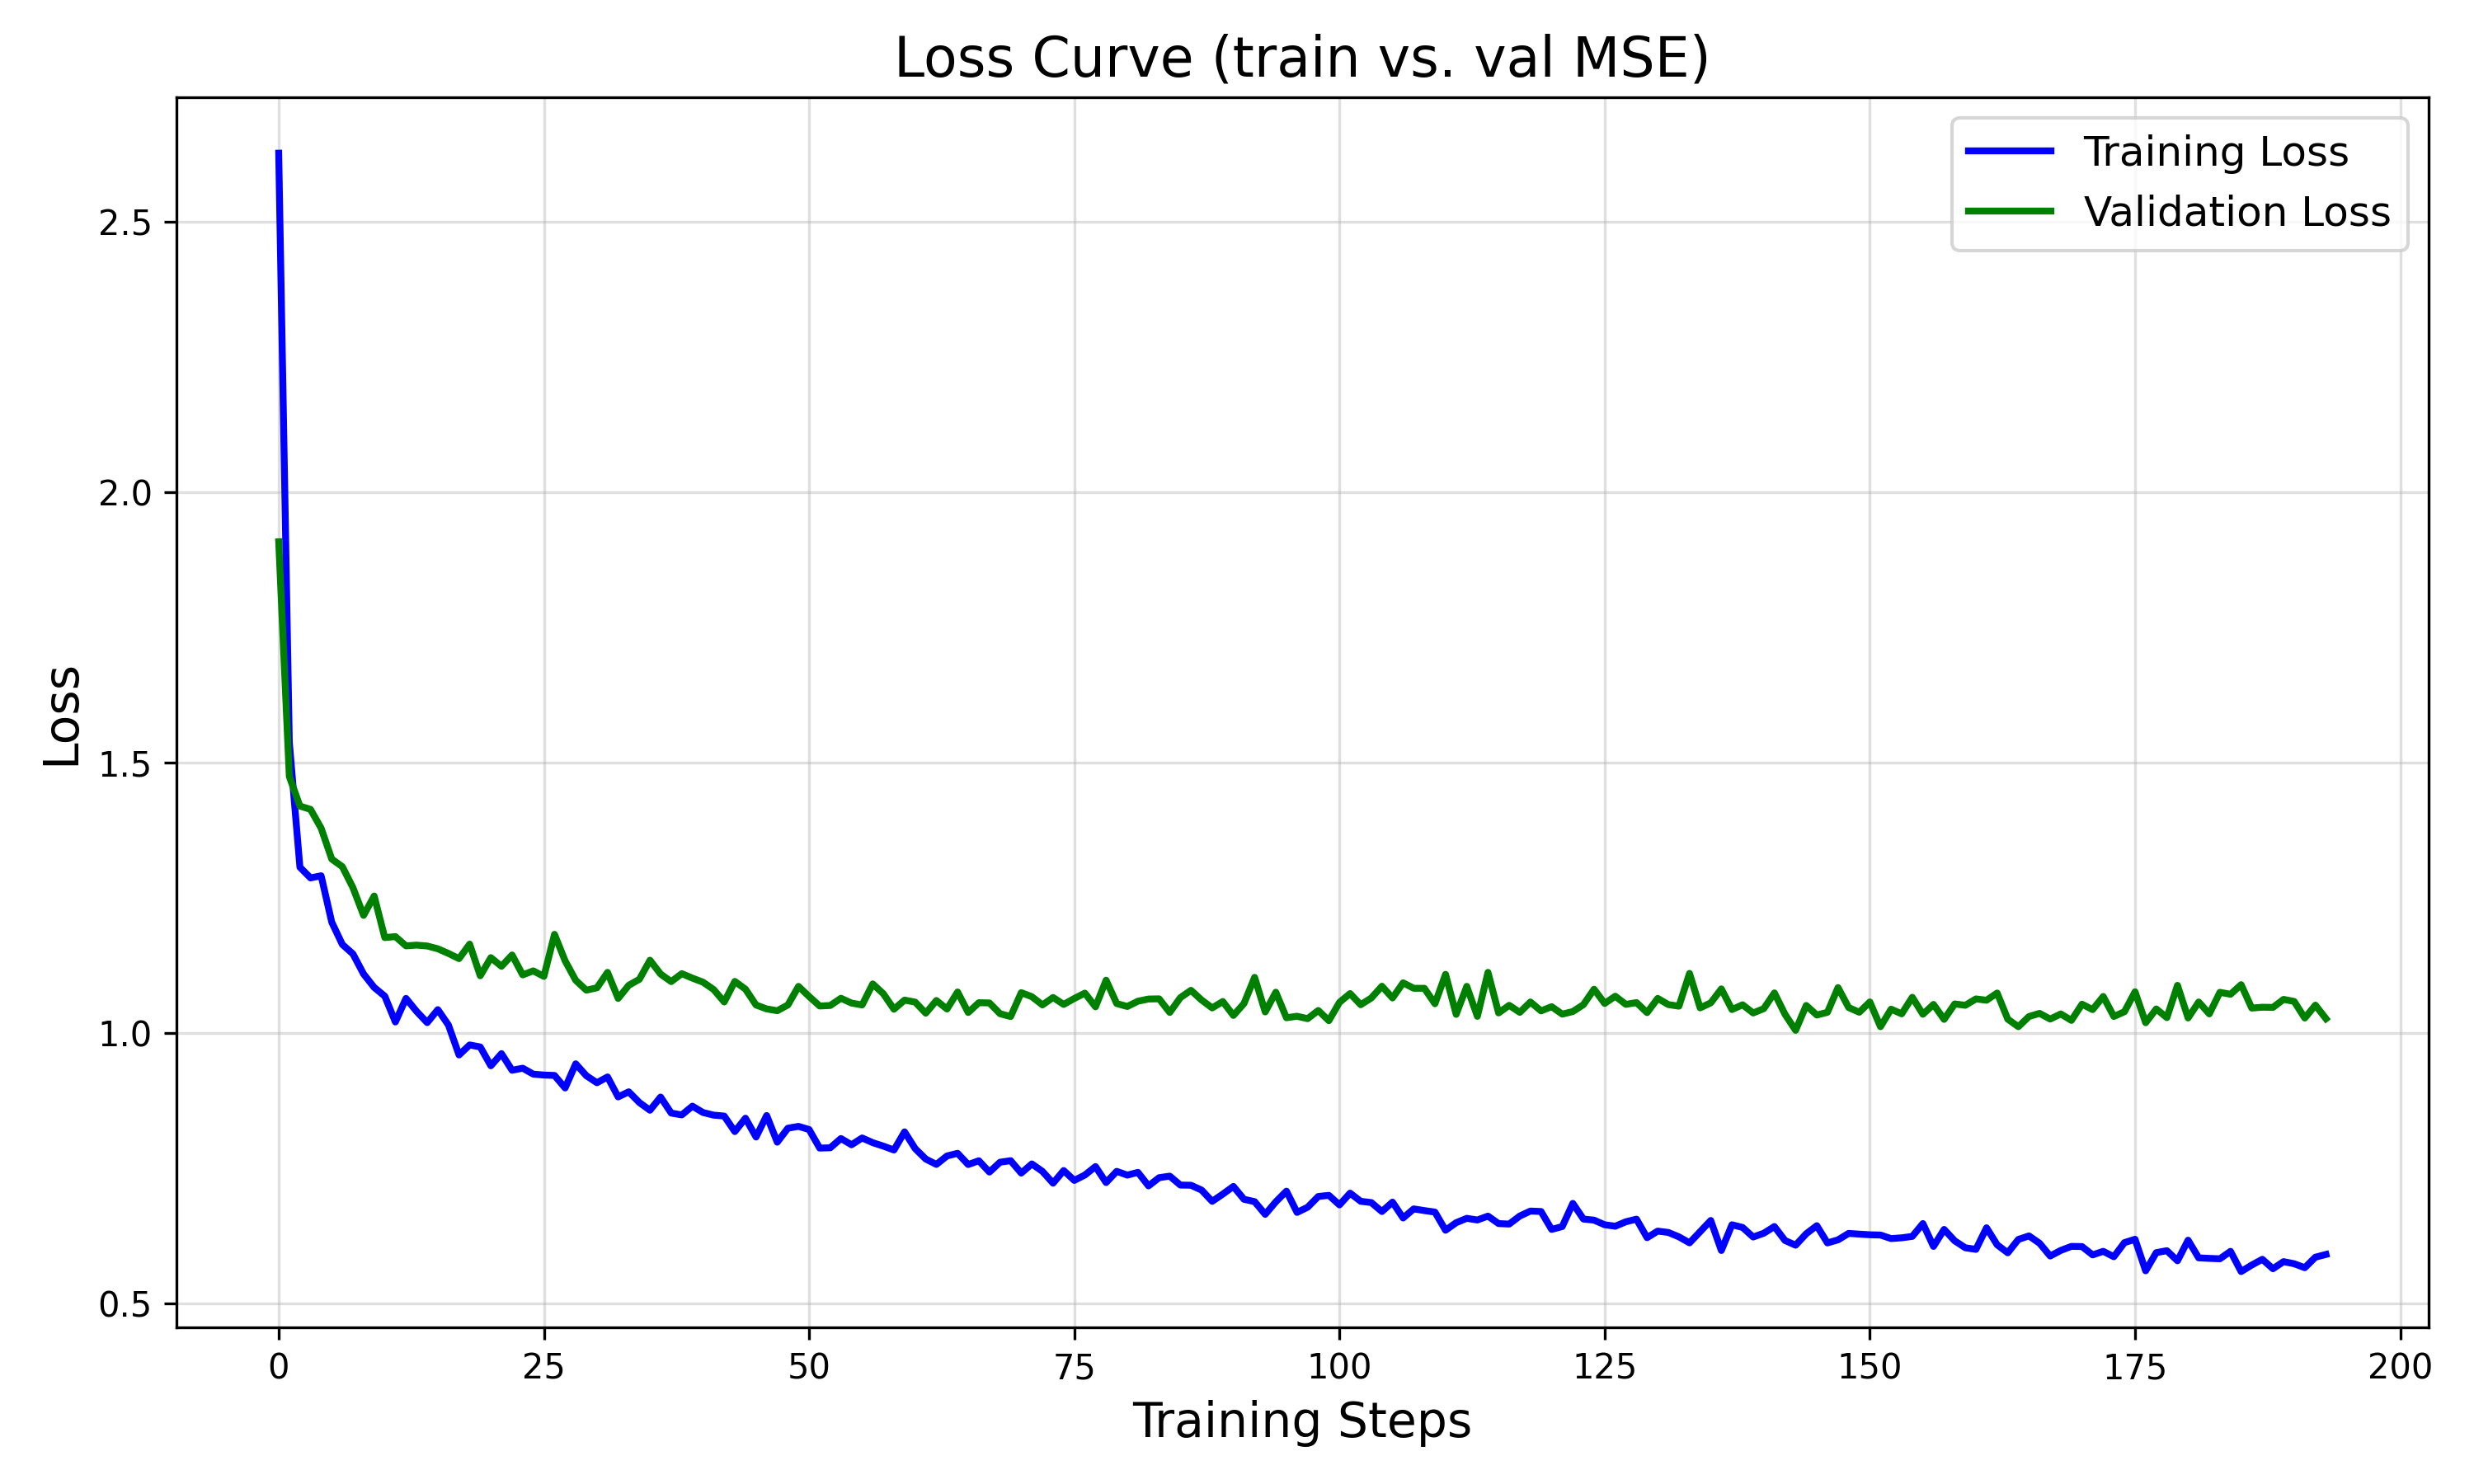 Loss Curve (train vs. val MSE)
Training Loss
Validation Loss
Loss
2.5
2.0
1.5
1.0
0.5
0 25 50 75 100 125 150 175 200
Training Steps